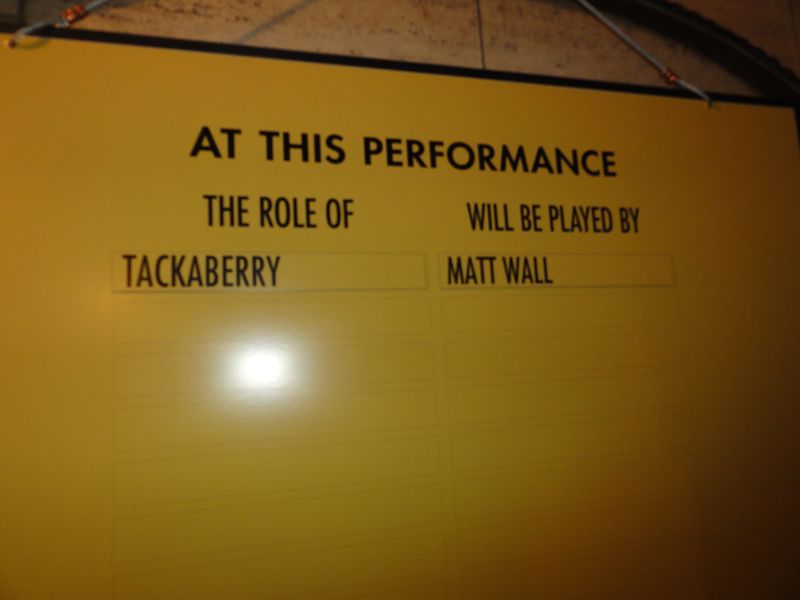 AT THIS PERFORMANCE
THE ROLE OF WILL BE PLAYED BY
TACKABERRY MATT WALL